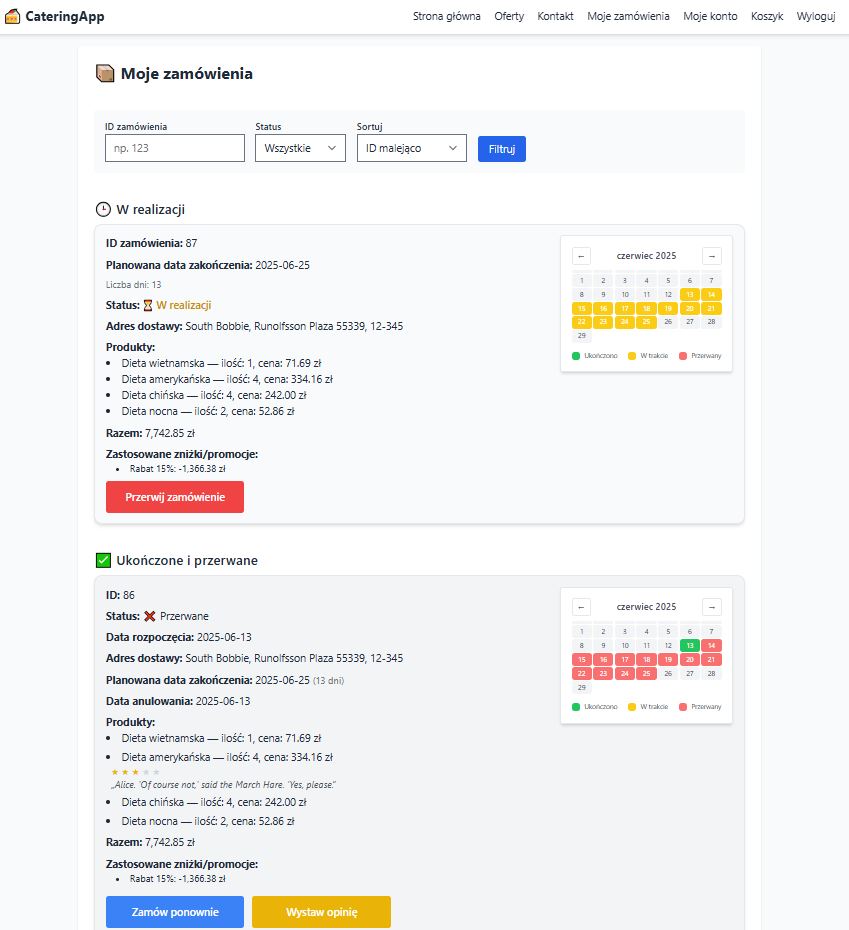 CateringApp
Strona główna Oferty Kontakt Moje zamówienia Moje konto Koszyk Wyloguj
Moje zamówienia
ID zamówienia Status Sortuj
np. 123 Wszystkie ID malejąco Filtruj
W realizacji
ID zamówienia: 87
Planowana data zakończenia: 2025-06-25
Liczba dni: 13
Status: W realizacji
Adres dostawy: South Bobbie, Runolfsson Plaza 55339, 12-345
Produkty:
• Dieta wietnamska — ilość: 1, cena: 71.69 zł
• Dieta amerykańska — ilość: 4, cena: 334.16 zł
• Dieta chińska — ilość: 4, cena: 242.00 zł
• Dieta nocna — ilość: 2, cena: 52.86 zł
Razem: 7,742.85 zł
Zastosowane zniżki/promocje:
• Rabat 15%: -1,366.38 zł
Przerwij zamówienie
← czerwiec 2025 →
1 2 3 4 5 6 7
8 9 10 11 12 13 14
15 16 17 18 19 20 21
22 23 24 25 26 27 28
29
Ukończono W trakcie Przerwany
Ukończone i przerwane
ID: 86
Status: Przerwane
Data rozpoczęcia: 2025-06-13
Adres dostawy: South Bobbie, Runolfsson Plaza 55339, 12-345
Planowana data zakończenia: 2025-06-25 (13 dni)
Data anulowania: 2025-06-13
Produkty:
• Dieta wietnamska — ilość: 1, cena: 71.69 zł
• Dieta amerykańska — ilość: 4, cena: 334.16 zł
★★★★★
„Alice. 'Of course not,' said the March Hare. 'Yes, please."
• Dieta chińska — ilość: 4, cena: 242.00 zł
• Dieta nocna — ilość: 2, cena: 52.86 zł
Razem: 7,742.85 zł
Zastosowane zniżki/promocje:
• Rabat 15%: -1,366.38 zł
Zamów ponownie Wystaw opinię
← czerwiec 2025 →
1 2 3 4 5 6 7
8 9 10 11 12 13 14
15 16 17 18 19 20 21
22 23 24 25 26 27 28
29
Ukończono W trakcie Przerwany